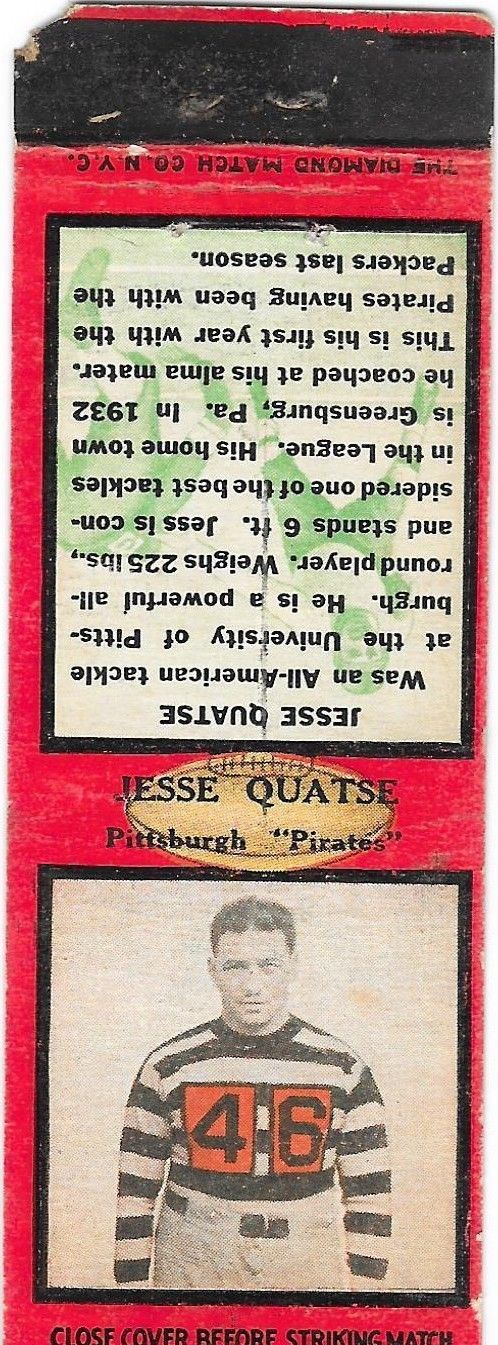 THE DIAMOND MATCH CO. N.Y.C.
JESSE QUATSE
Was an All-American tackle
at the University of Pitts-
burgh. He is a powerful all-
round player. Weighs 225 lbs.,
and stands 6 ft. Jess is con-
sidered one of the best tackles
in the League. His home town
is Greensburg, Pa. In 1932
he coached at his alma mater.
This is his first year with the
Pirates having been with the
Packers last season.
JESSE QUATSE
Pittsburgh "Pirates"
46
CLOSE COVER BEFORE STRIKING MATCH